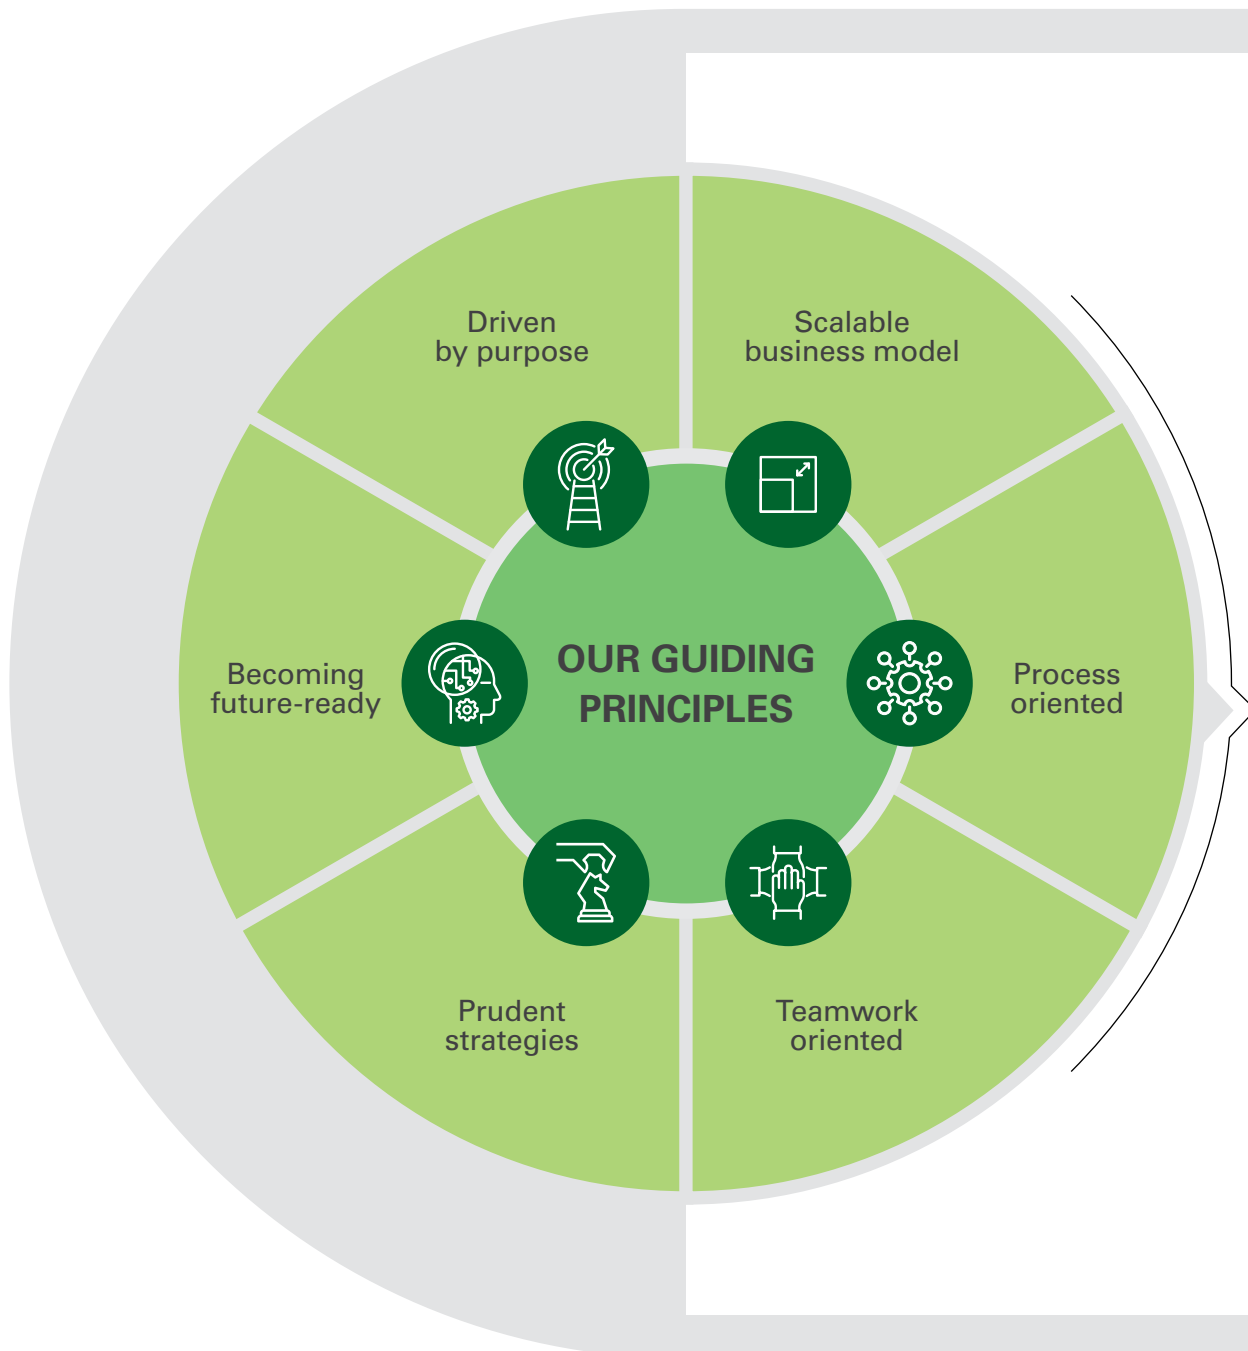 Driven
by purpose
Scalable
business model
Becoming
future-ready
OUR GUIDING
PRINCIPLES
Process
oriented
Prudent
strategies
Teamwork
oriented